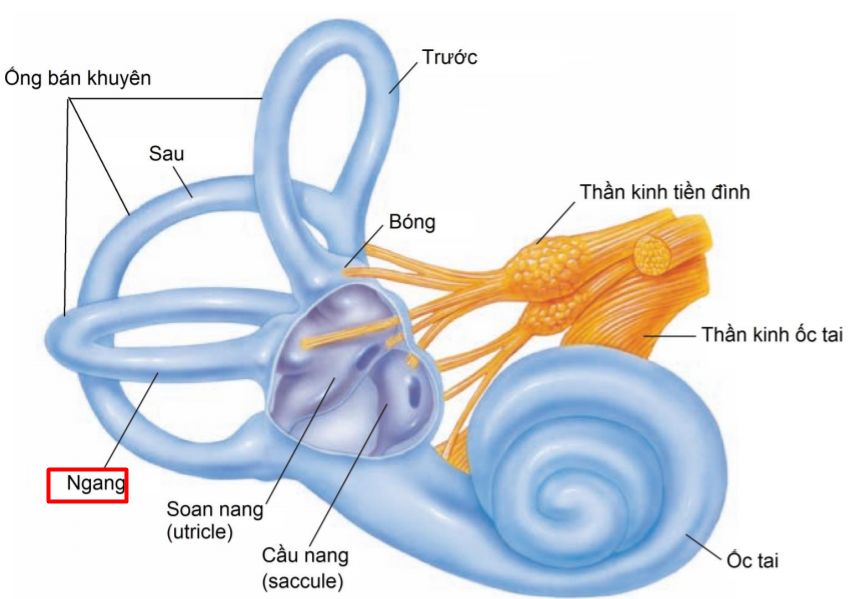 Trước
Ống bán khuyên
Sau
Thần kinh tiền đình
Bóng
Thần kinh ốc tai
Ngang
Soan nang
(utricle)
Cầu nang
(saccule)
Ốc tai